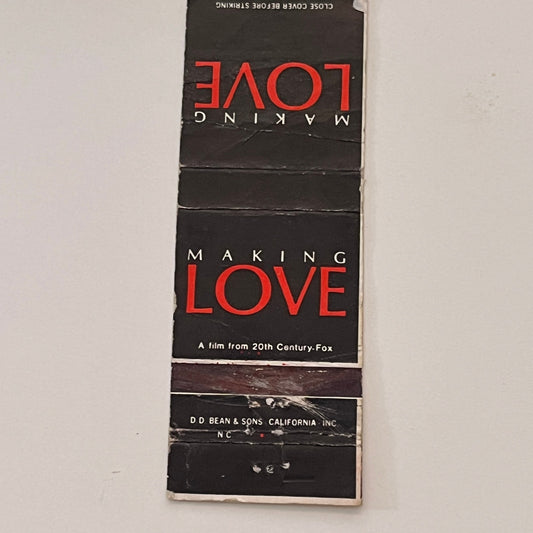 CLOSE COVER BEFORE STRIKING
MAKING
LOVE
MAKING
LOVE
A film from 20th Century-Fox
D.D. BEAN & SONS, CALIFORNIA, INC.
N C